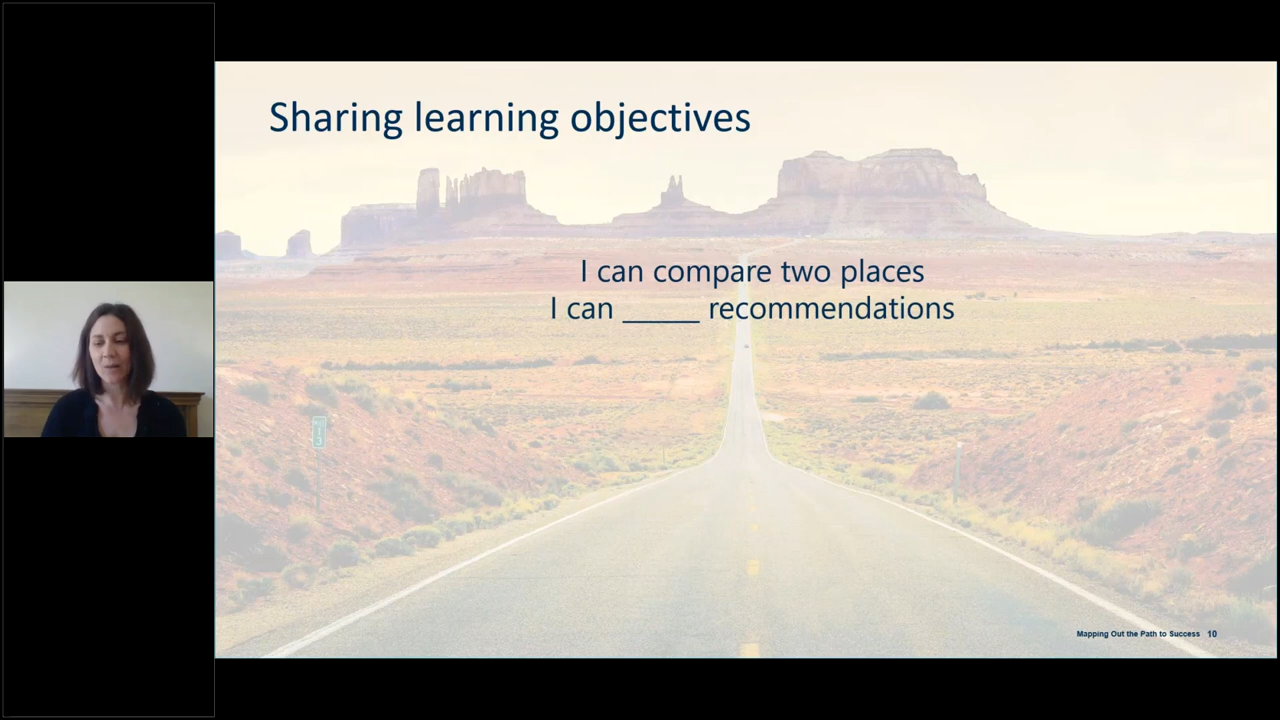 Sharing learning objectives
I can compare two places
I can _____ recommendations
Mapping Out the Path to Success 10